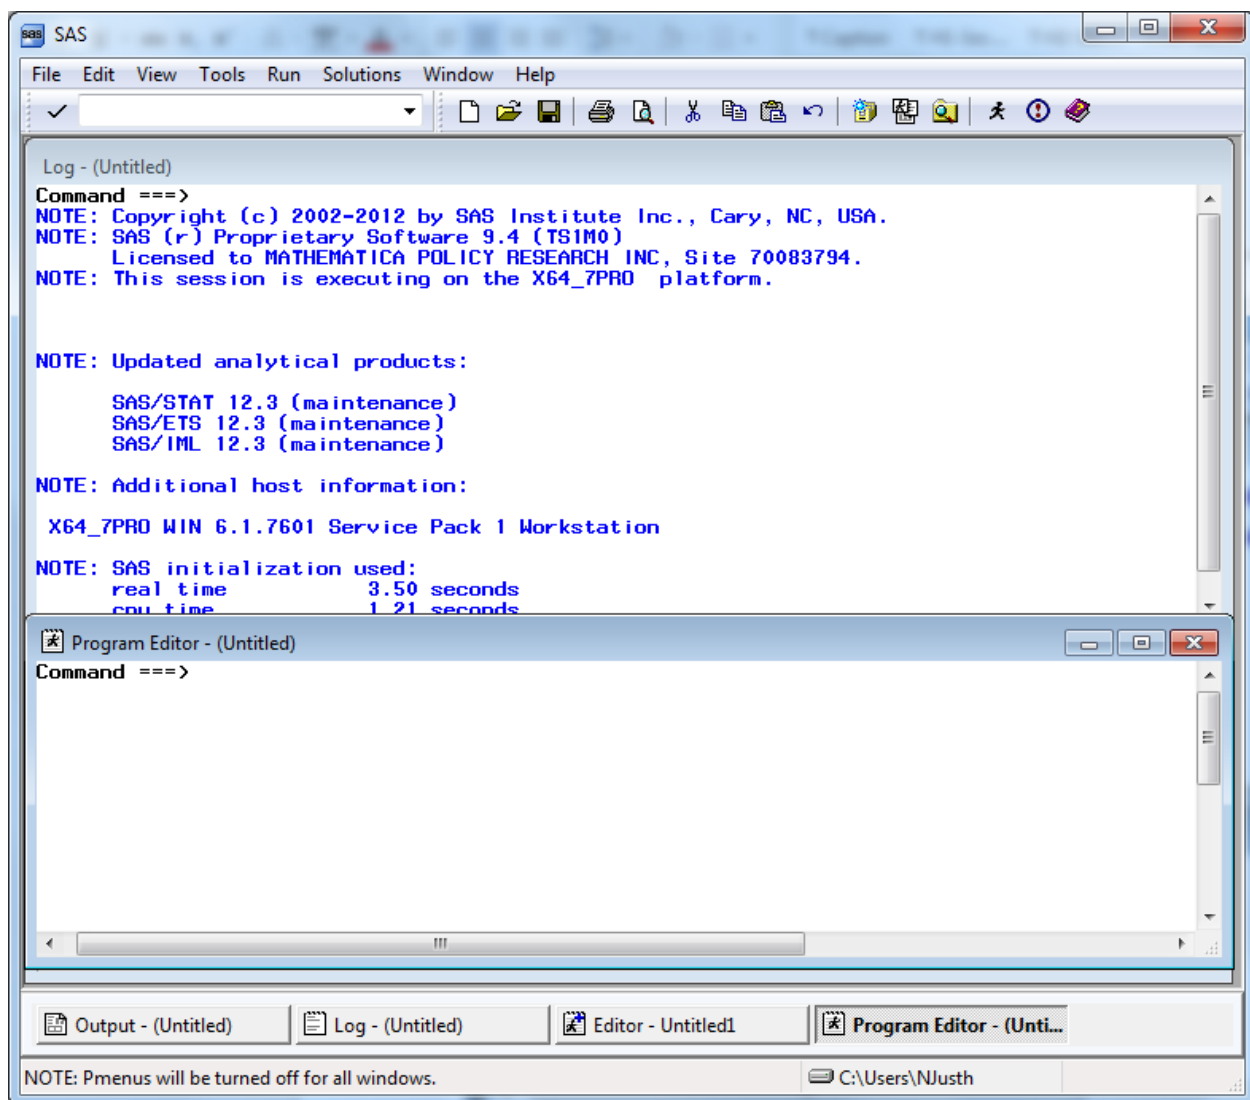 SAS
File Edit View Tools Run Solutions Window Help
Log - (Untitled)
Command ===>
NOTE: Copyright (c) 2002-2012 by SAS Institute Inc., Cary, NC, USA.
NOTE: SAS (r) Proprietary Software 9.4 (TS1M0)
Licensed to MATHEMATICA POLICY RESEARCH INC, Site 70083794.
NOTE: This session is executing on the X64_7PRO platform.
NOTE: Updated analytical products:
SAS/STAT 12.3 (maintenance)
SAS/ETS 12.3 (maintenance)
SAS/IML 12.3 (maintenance)
NOTE: Additional host information:
X64_7PRO WIN 6.1.7601 Service Pack 1 Workstation
NOTE: SAS initialization used:
real time 3.50 seconds
cpu time 1.21 seconds
Program Editor - (Untitled)
Command ===>
Output - (Untitled) Log - (Untitled) Editor - Untitled1 Program Editor - (Unti...
NOTE: Pmenus will be turned off for all windows. C:\Users\NJusth